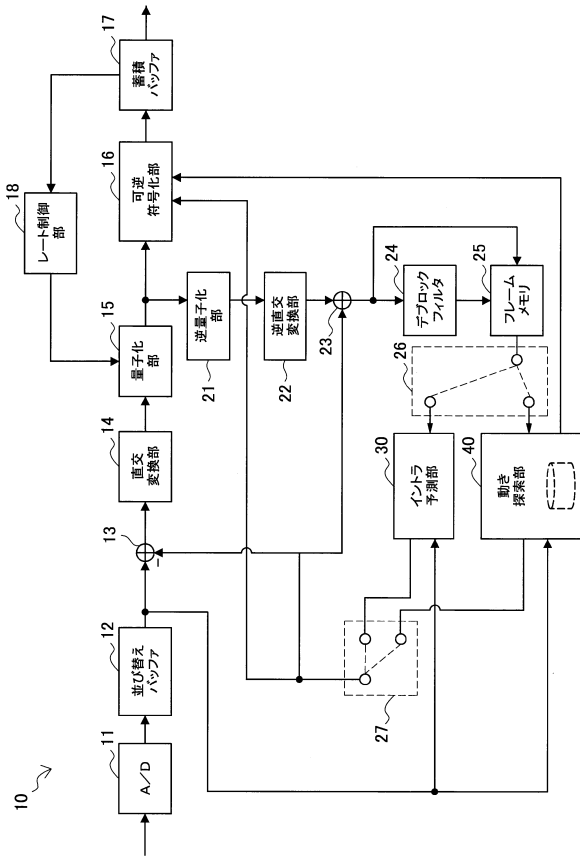 10
11
A/D
12
並び替え
バッファ
13
-
14
直交
変換部
15
量子化
部
16
可逆
符号化部
17
蓄積
バッファ
18
レート制御
部
21
逆量子化
部
22
逆直交
変換部
23
24
デブロック
フィルタ
25
フレーム
メモリ
26
27
30
イントラ
予測部
40
動き
探索部